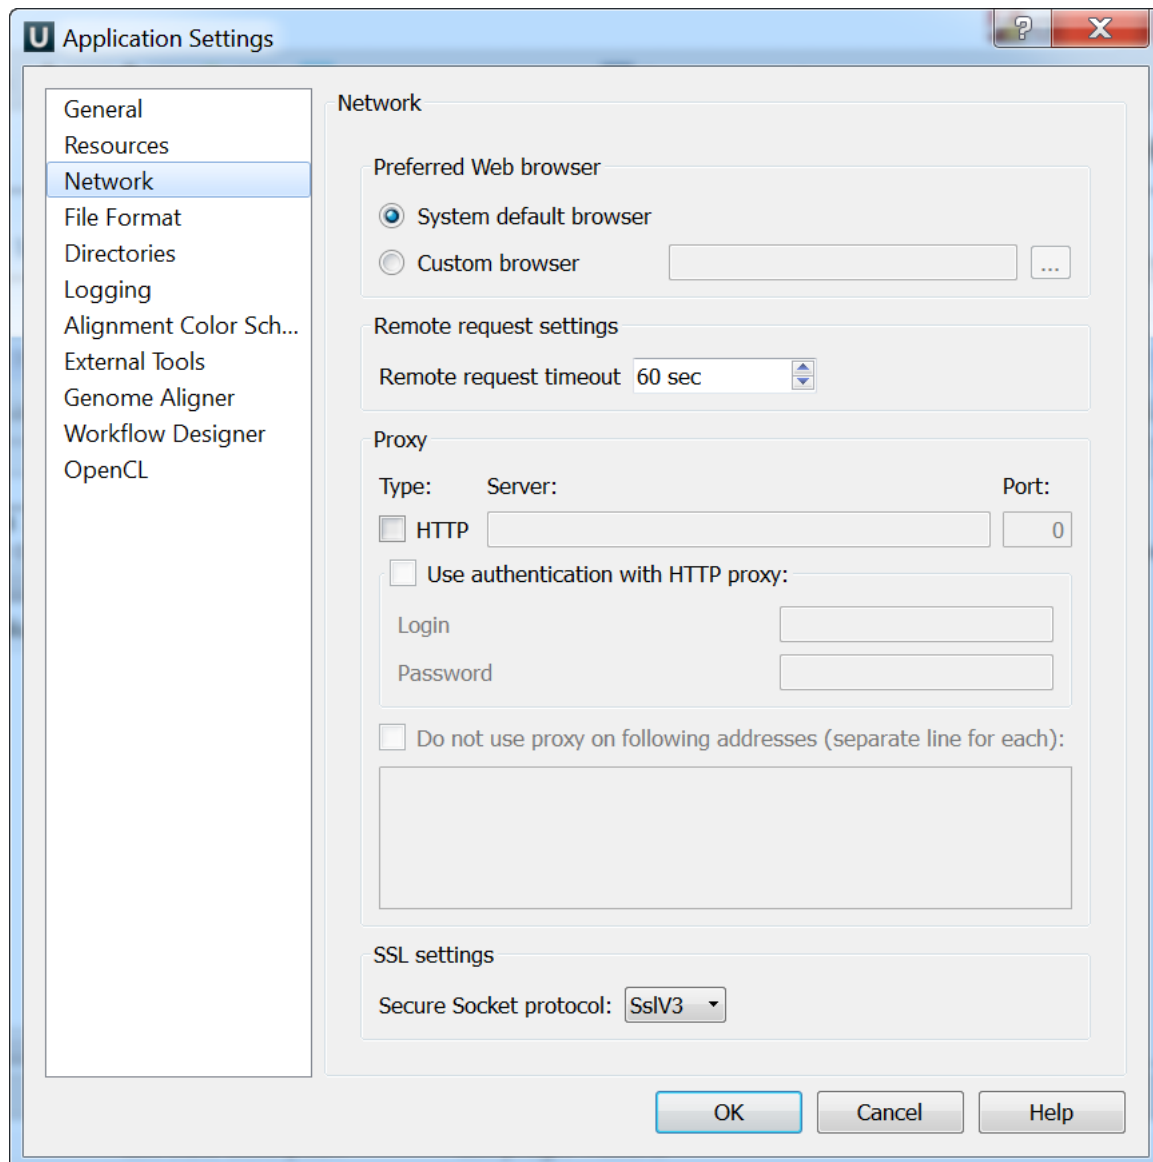 U Application Settings
General
Resources
Network
File Format
Directories
Logging
Alignment Color Sch...
External Tools
Genome Aligner
Workflow Designer
OpenCL
Network
Preferred Web browser
System default browser
Custom browser ...
Remote request settings
Remote request timeout 60 sec
Proxy
Type: Server: Port:
HTTP 0
Use authentication with HTTP proxy:
Login
Password
Do not use proxy on following addresses (separate line for each):
SSL settings
Secure Socket protocol: SslV3
OK Cancel Help